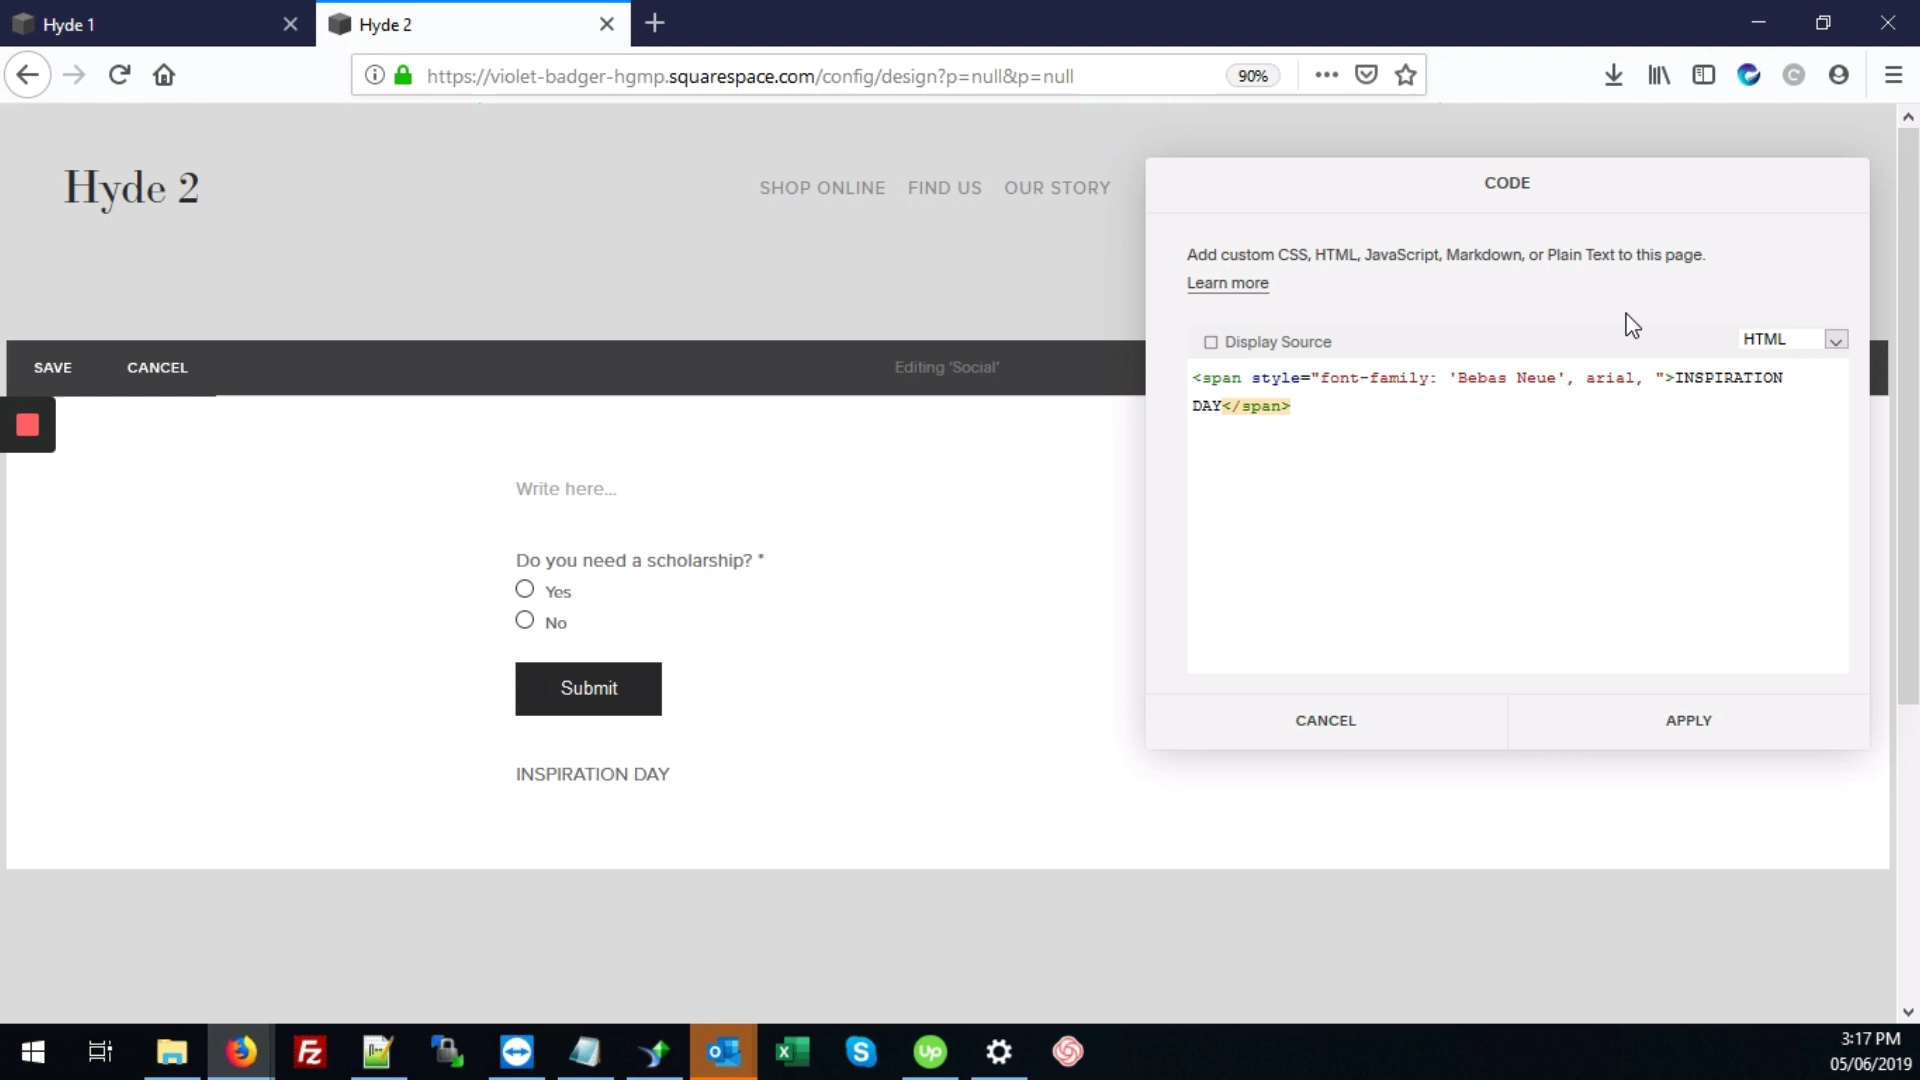 Hyde 1
Hyde 2
https://violet-badger-hgmp.squarespace.com/config/design?p=null&p=null
90%
Hyde 2
SHOP ONLINE
FIND US
OUR STORY
CODE
Add custom CSS, HTML, JavaScript, Markdown, or Plain Text to this page.
Learn more
Display Source
HTML
SAVE
CANCEL
Editing 'Social'
<span style="font-family: 'Bebas Neue', arial, ">INSPIRATION
DAY</span>
Write here...
Do you need a scholarship? *
Yes
No
Submit
CANCEL
APPLY
INSPIRATION DAY
3:17 PM
05/06/2019